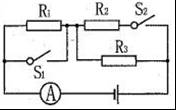 R₁ R₂ S₂
R₃
S₁
A